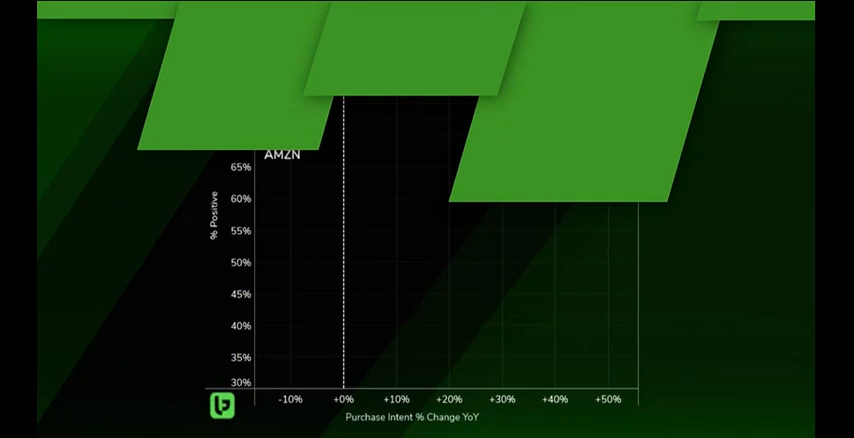 AMZN
65%
60%
55%
50%
45%
40%
35%
30%
% Positive
-10% +0% +10% +20% +30% +40% +50%
Purchase Intent % Change YoY